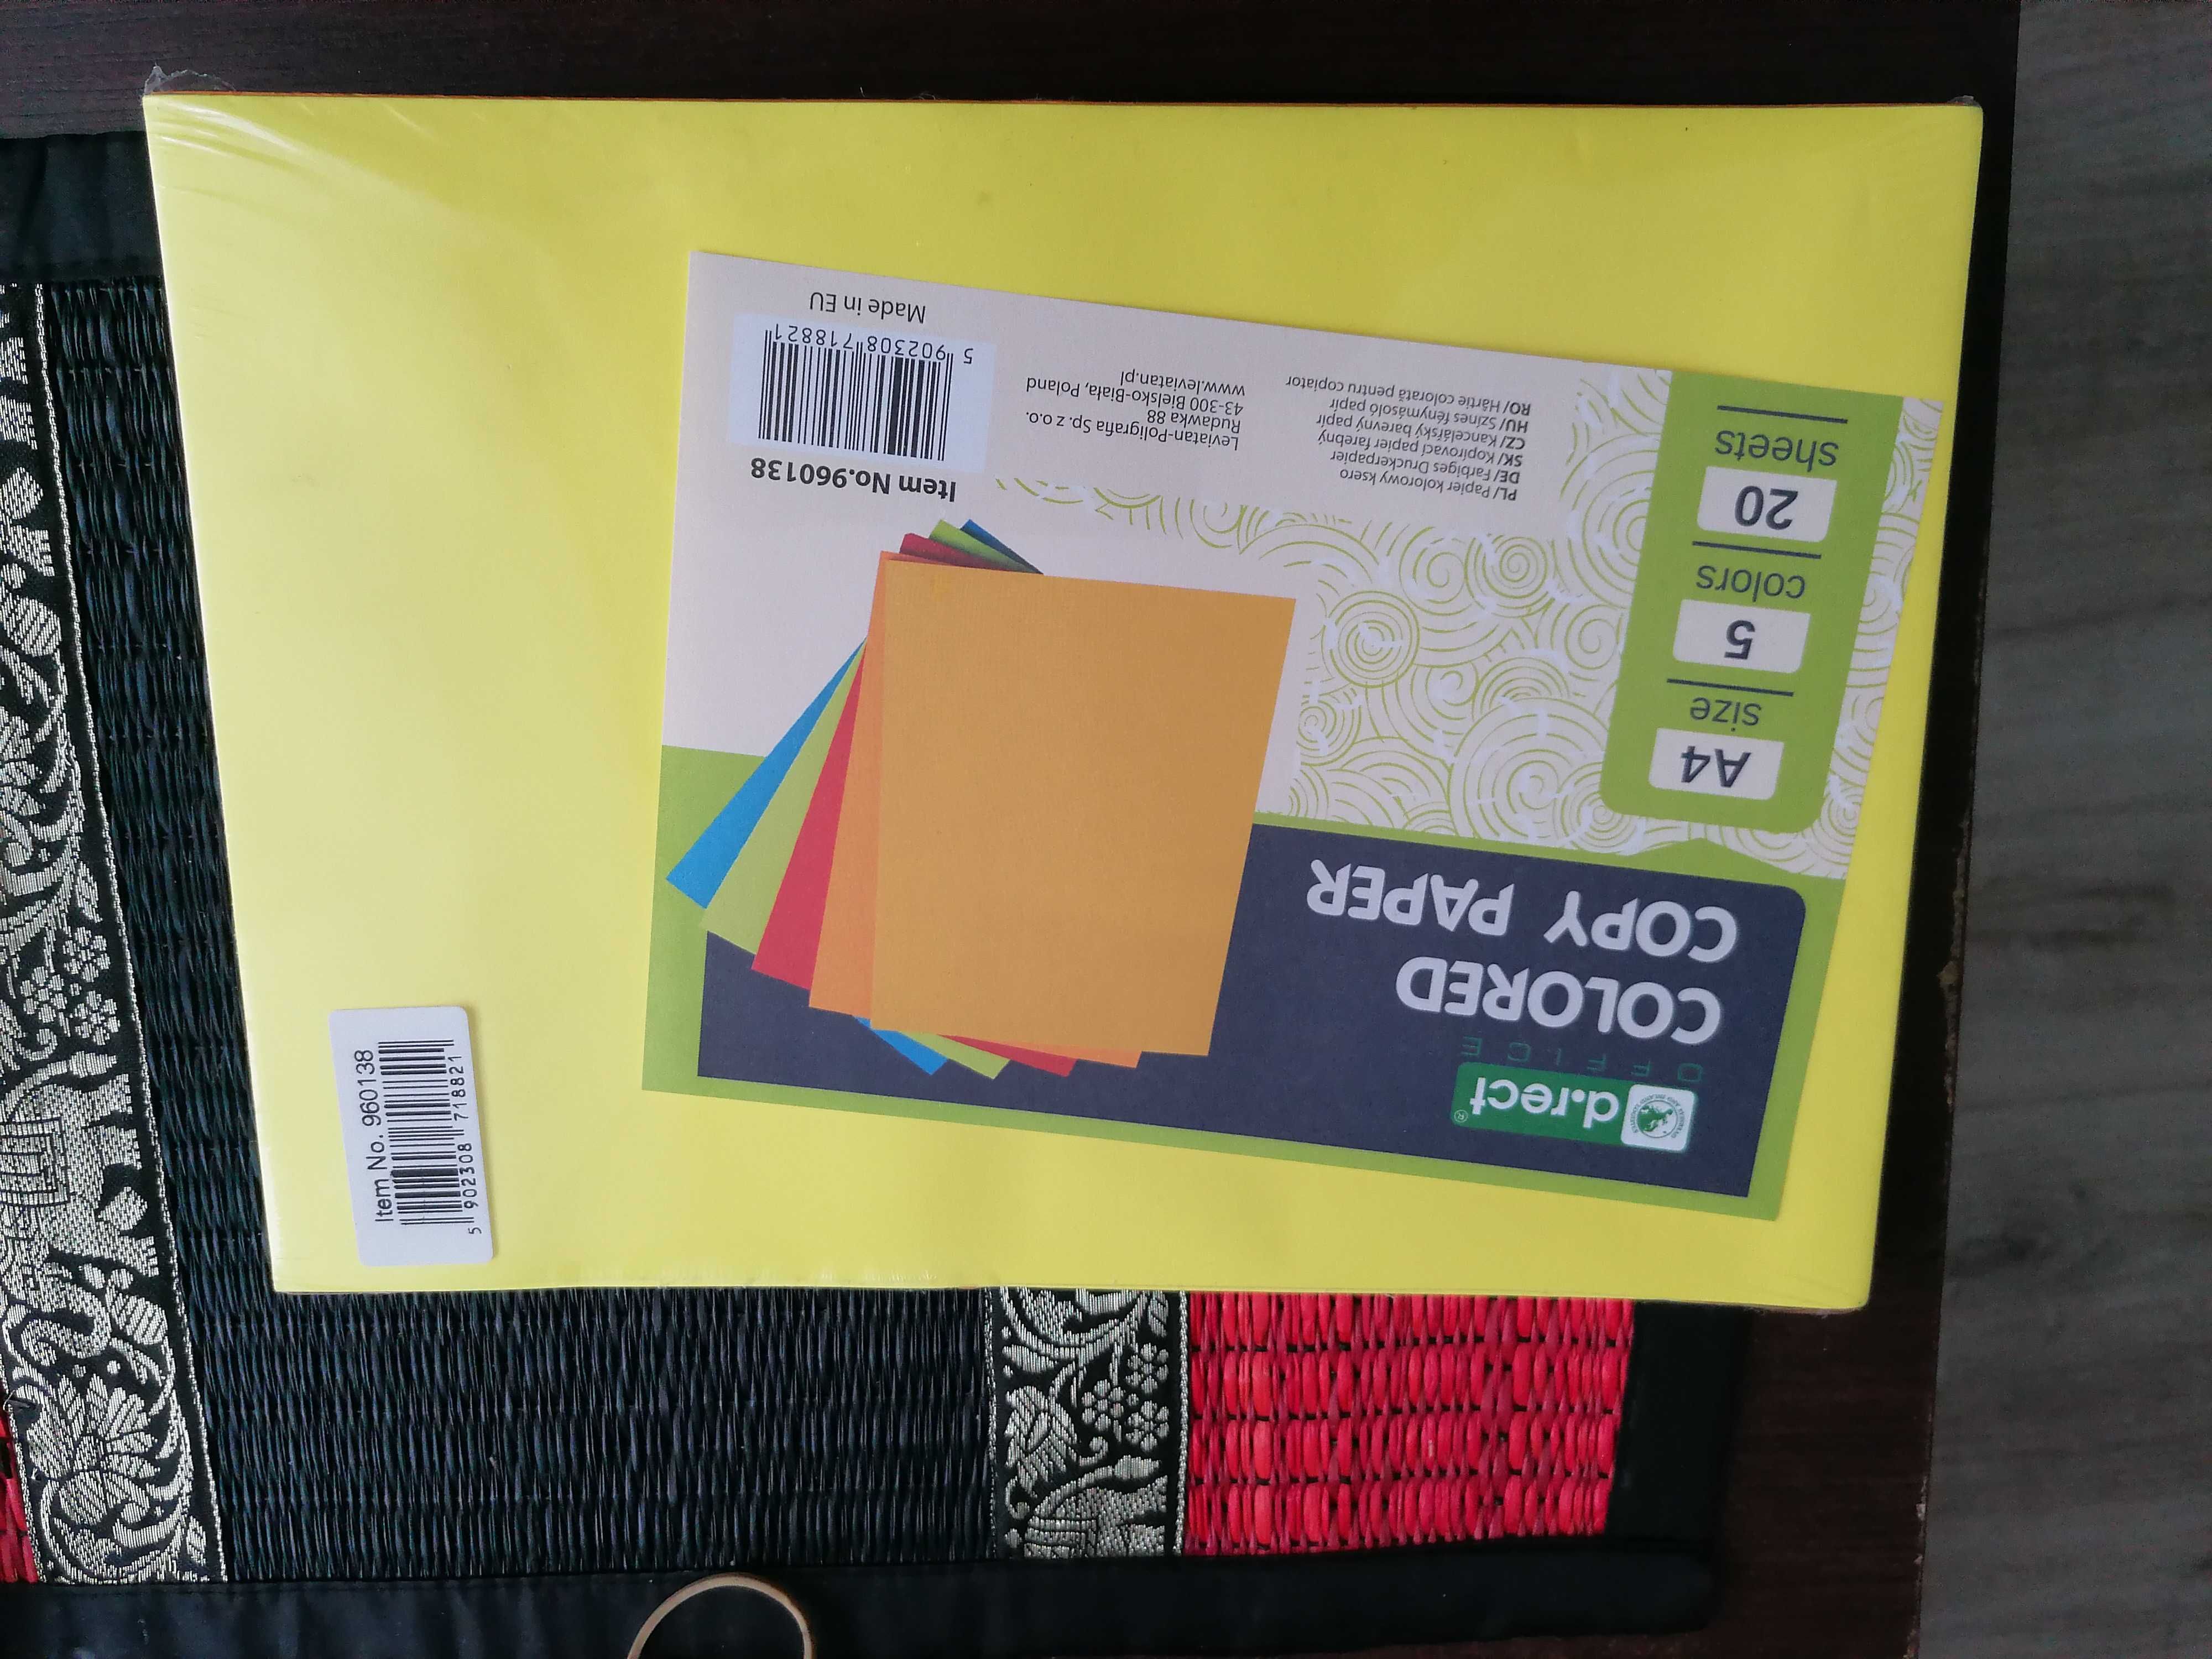 d.rect®
OFFICE
COLORED
COPY PAPER
A4
size
5
colors
20
sheets
PL/ Papier kolorowy ksero
DE/ Farbiges Druckerpapier
SK/ Kopírovací papier farebný
CZ/ Kancelářský barevný papír
HU/ Színes fénymásoló papír
RO/ Hârtie colorată pentru copiator
Leviatan-Poligrafia Sp. z o.o.
Rudawka 88
43-300 Bielsko-Biała, Poland
www.leviatan.pl
Item No.960138
5 902308 718821
Made in EU
Item No. 960138
5 902308 718821